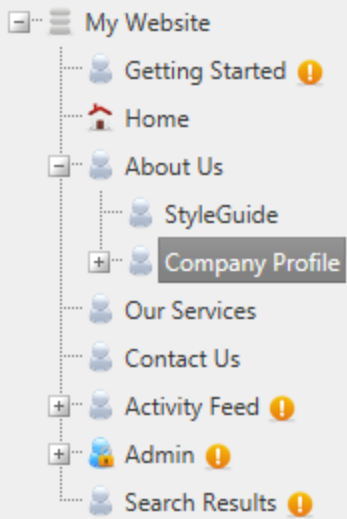 My Website
Getting Started
Home
About Us
StyleGuide
Company Profile
Our Services
Contact Us
Activity Feed
Admin
Search Results